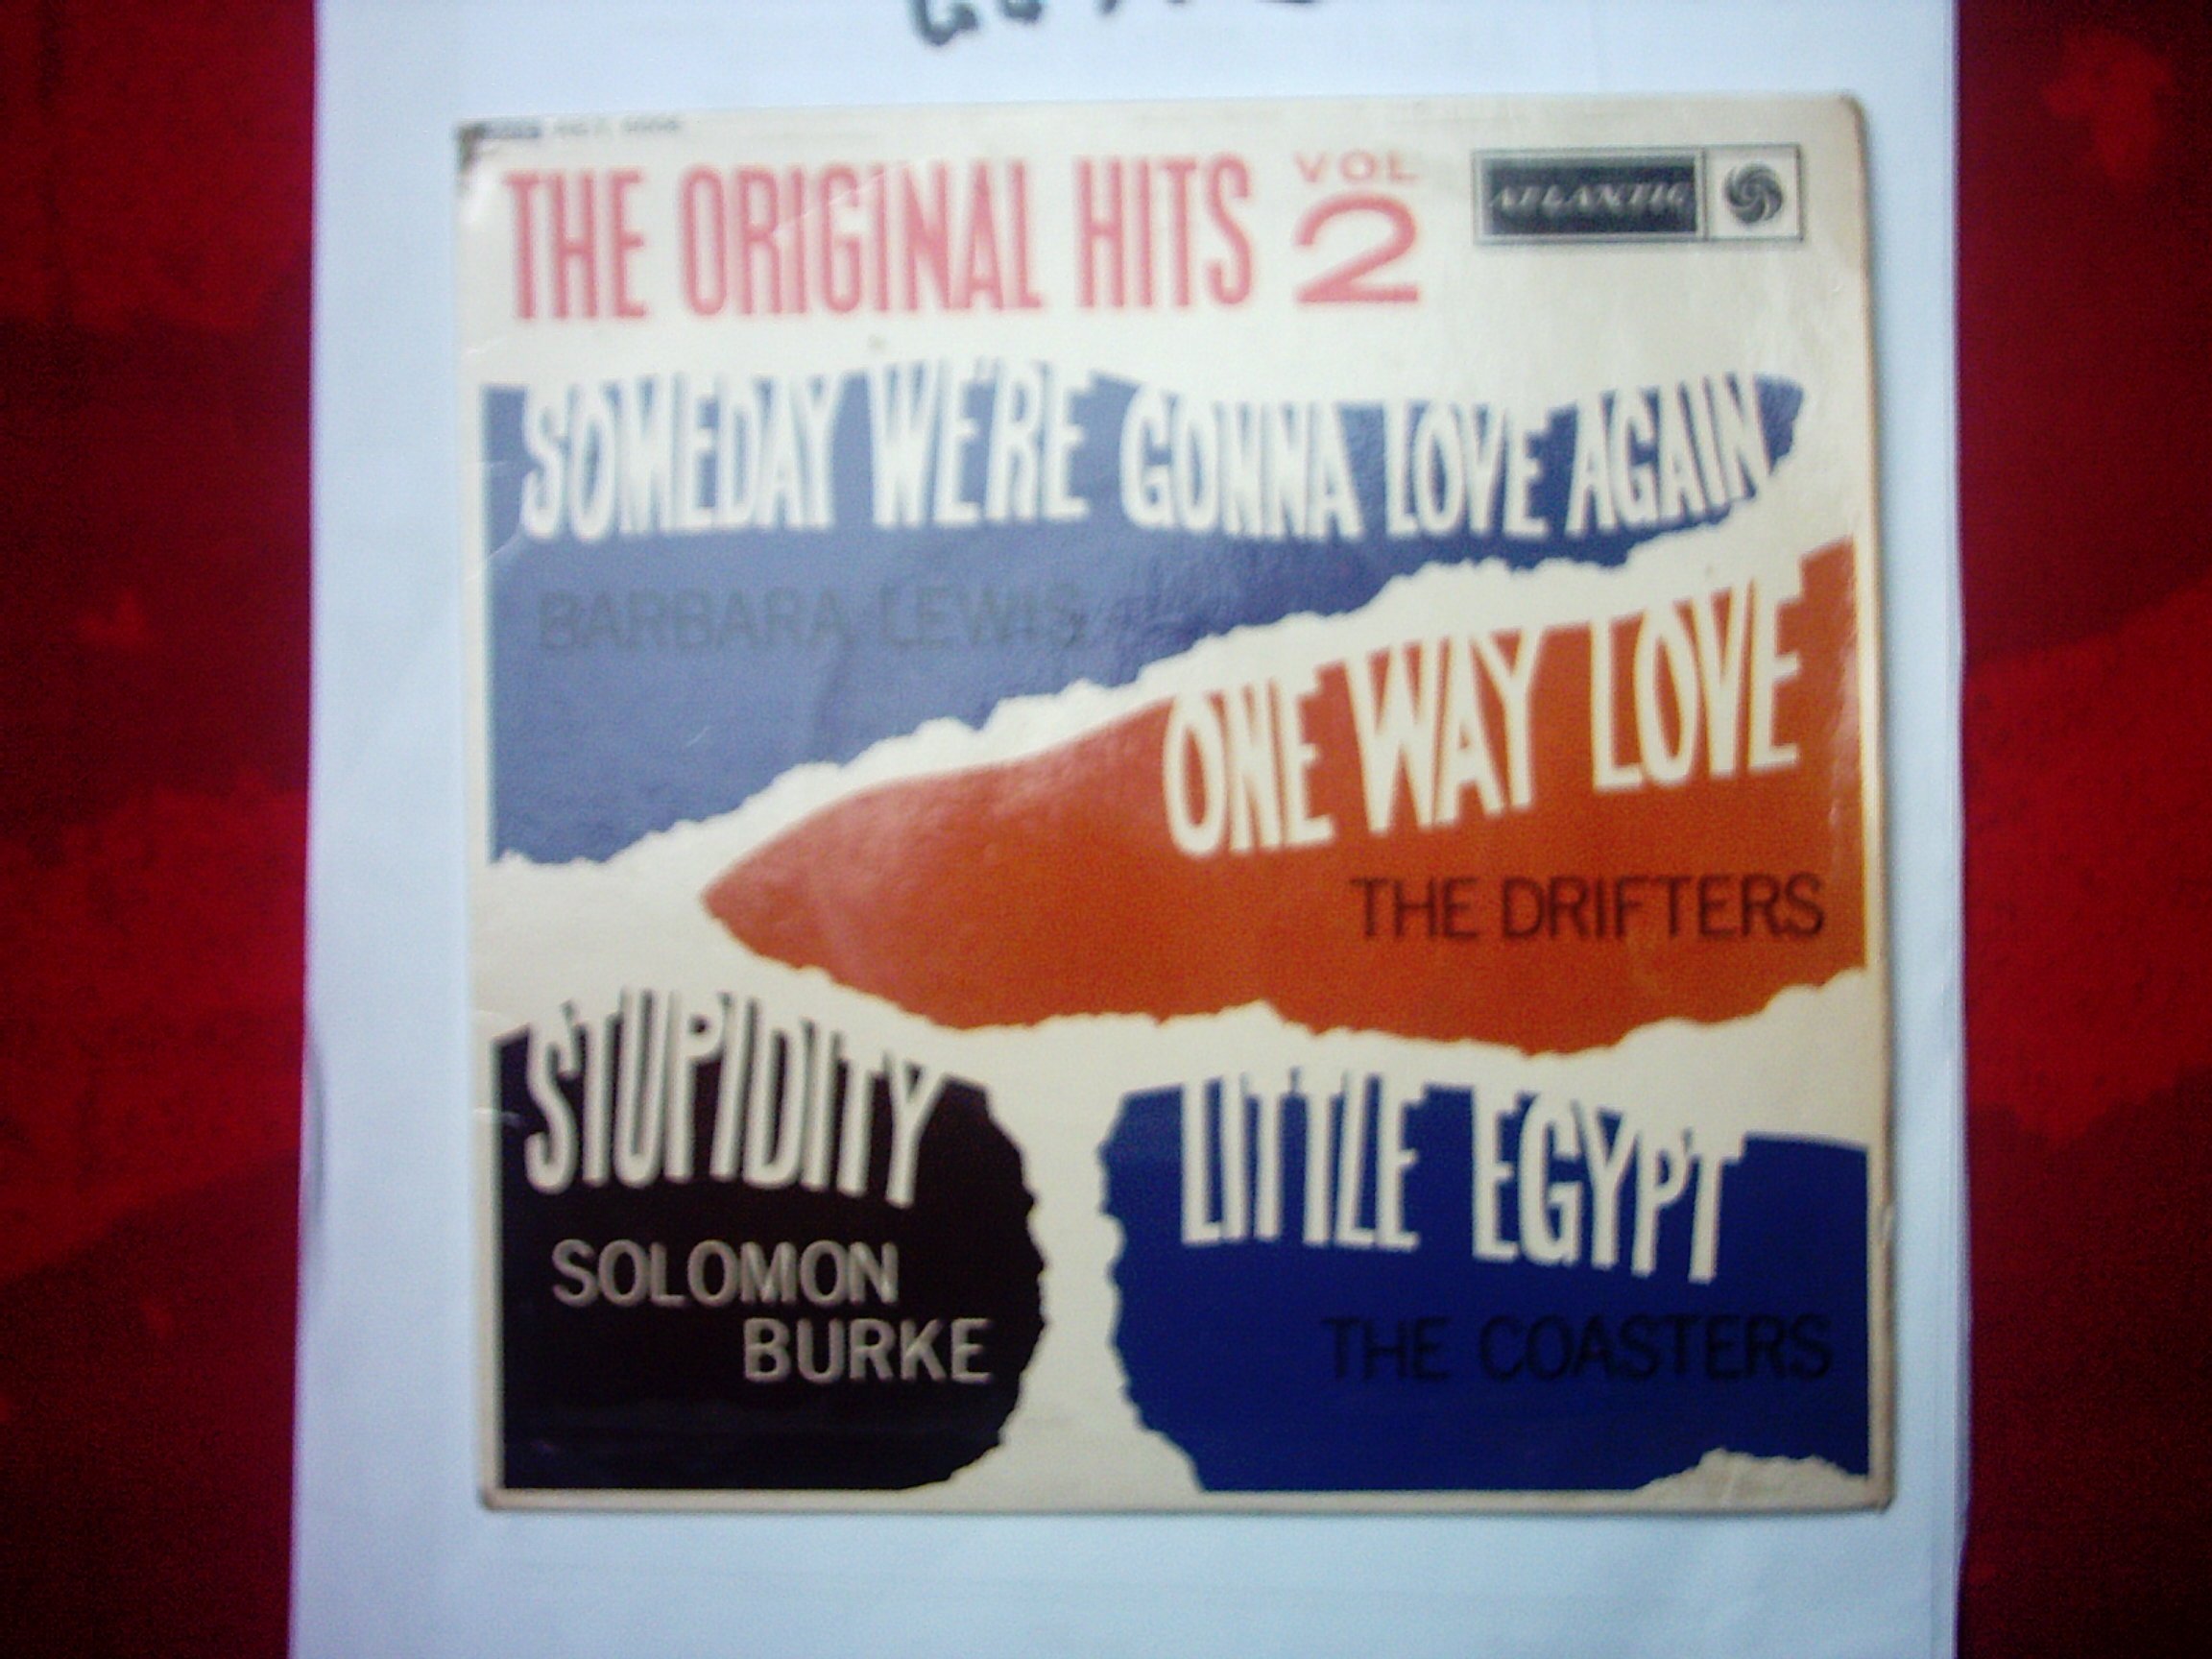 THE ORIGINAL HITS VOL 2
ATLANTIC
SOMEDAY WE'RE GONNA LOVE AGAIN
BARBARA LEWIS
ONE WAY LOVE
THE DRIFTERS
STUPIDITY
SOLOMON
BURKE
LITTLE EGYPT
THE COASTERS